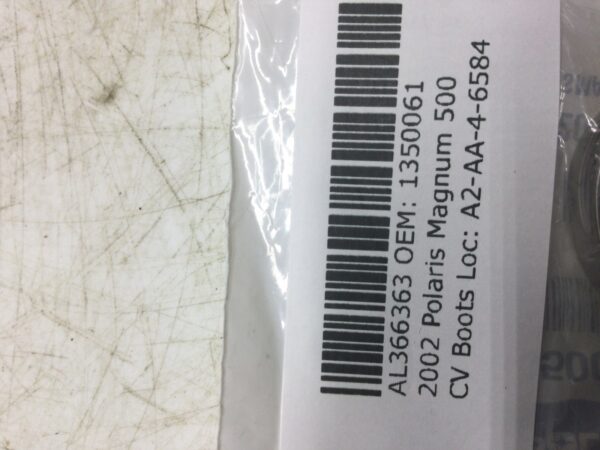 AL366363 OEM: 1350061
2002 Polaris Magnum 500
CV Boots Loc: A2-AA-4-6584